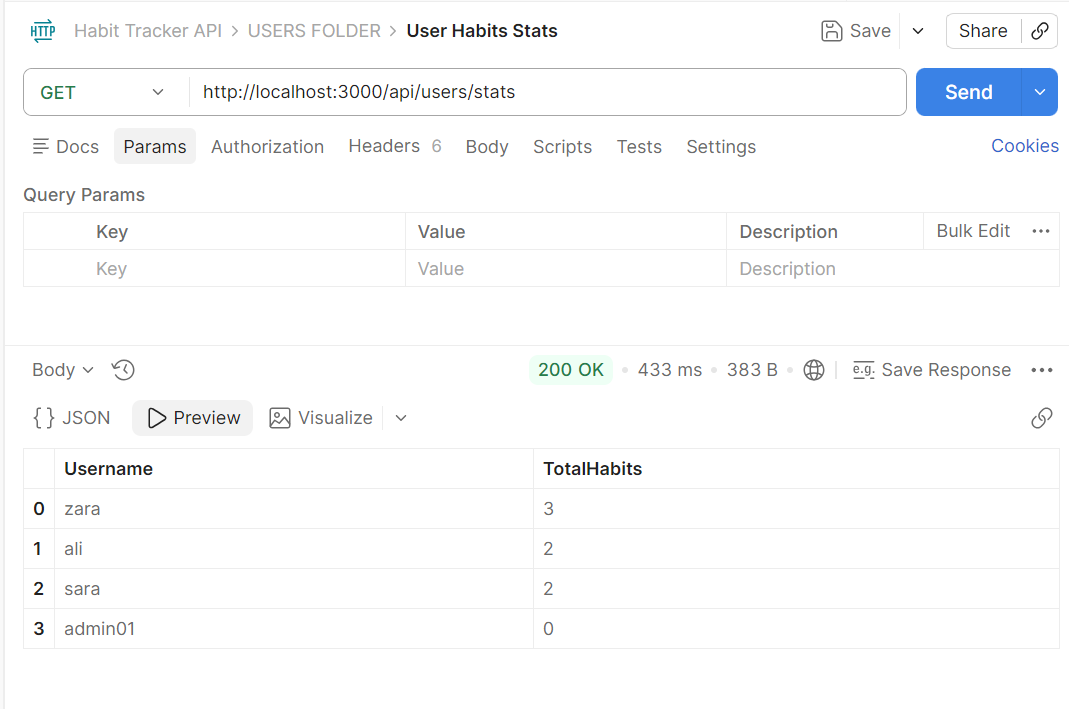 HTTP Habit Tracker API > USERS FOLDER > User Habits Stats Save Share
GET http://localhost:3000/api/users/stats Send
Docs Params Authorization Headers 6 Body Scripts Tests Settings Cookies
Query Params
Key Value Description Bulk Edit ...
Key Value Description
Body 200 OK • 433 ms • 383 B • e.g. Save Response ...
{ } JSON Preview Visualize
Username TotalHabits
0 zara 3
1 ali 2
2 sara 2
3 admin01 0